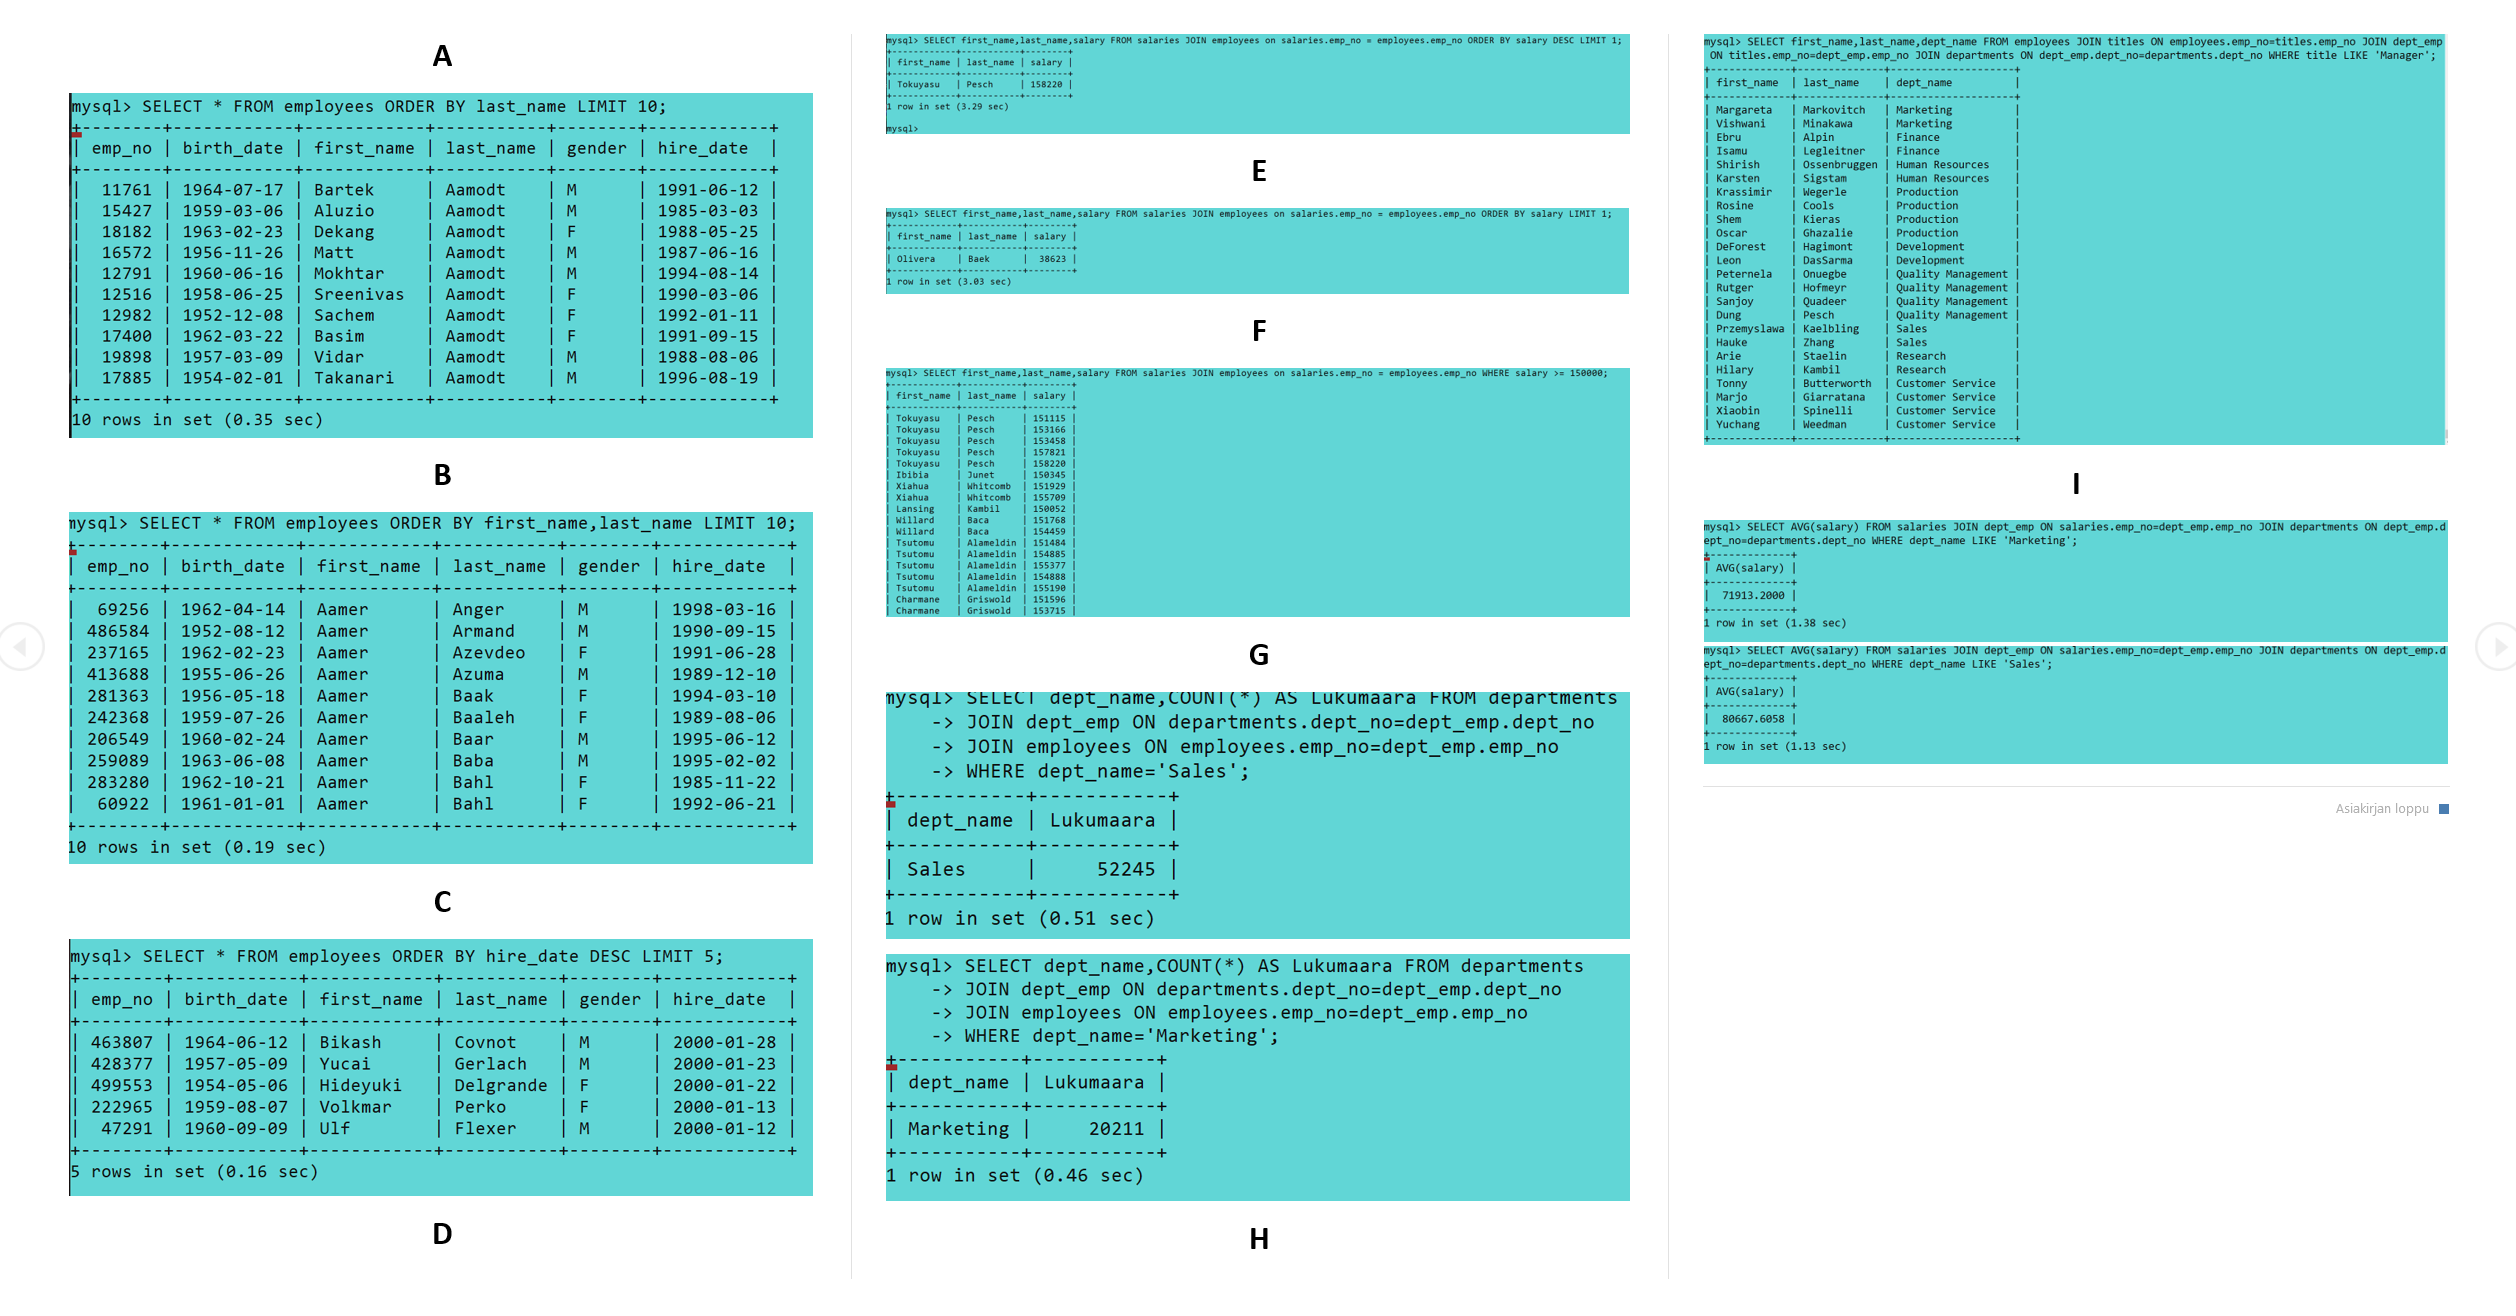 A
mysql> SELECT * FROM employees ORDER BY last_name LIMIT 10;
+--------+------------+------------+-----------+--------+------------+
| emp_no | birth_date | first_name | last_name | gender | hire_date  |
+--------+------------+------------+-----------+--------+------------+
|  11761 | 1964-07-17 | Bartek     | Aamodt    | M      | 1991-06-12 |
|  15427 | 1959-03-06 | Aluzio     | Aamodt    | M      | 1985-03-03 |
|  18182 | 1963-02-23 | Dekang     | Aamodt    | F      | 1988-05-25 |
|  16572 | 1956-11-26 | Matt       | Aamodt    | M      | 1987-06-16 |
|  12791 | 1960-06-16 | Mokhtar    | Aamodt    | M      | 1994-08-14 |
|  12516 | 1958-06-25 | Sreenivas  | Aamodt    | F      | 1990-03-06 |
|  12982 | 1952-12-08 | Sachem     | Aamodt    | F      | 1992-01-11 |
|  17400 | 1962-03-22 | Basim      | Aamodt    | F      | 1991-09-15 |
|  19898 | 1957-03-09 | Vidar      | Aamodt    | M      | 1988-08-06 |
|  17885 | 1954-02-01 | Takanari   | Aamodt    | M      | 1996-08-19 |
+--------+------------+------------+-----------+--------+------------+
10 rows in set (0.35 sec)
B
mysql> SELECT * FROM employees ORDER BY first_name,last_name LIMIT 10;
+--------+------------+------------+-----------+--------+------------+
| emp_no | birth_date | first_name | last_name | gender | hire_date  |
+--------+------------+------------+-----------+--------+------------+
|  69256 | 1962-04-14 | Aamer      | Anger     | M      | 1998-03-16 |
| 486584 | 1952-08-12 | Aamer      | Armand    | M      | 1990-09-15 |
| 237165 | 1962-02-23 | Aamer      | Azevdeo   | F      | 1991-06-28 |
| 413688 | 1955-06-26 | Aamer      | Azuma     | M      | 1989-12-10 |
| 281363 | 1956-05-18 | Aamer      | Baak      | F      | 1994-03-10 |
| 242368 | 1959-07-26 | Aamer      | Baaleh    | F      | 1989-08-06 |
| 206549 | 1960-02-24 | Aamer      | Baar      | M      | 1995-06-12 |
| 259089 | 1963-06-08 | Aamer      | Baba      | M      | 1995-02-02 |
| 283280 | 1962-10-21 | Aamer      | Bahl      | F      | 1985-11-22 |
|  60922 | 1961-01-01 | Aamer      | Bahl      | F      | 1992-06-21 |
+--------+------------+------------+-----------+--------+------------+
10 rows in set (0.19 sec)
C
mysql> SELECT * FROM employees ORDER BY hire_date DESC LIMIT 5;
+--------+------------+------------+-----------+--------+------------+
| emp_no | birth_date | first_name | last_name | gender | hire_date  |
+--------+------------+------------+-----------+--------+------------+
| 463807 | 1964-06-12 | Bikash     | Covnot    | M      | 2000-01-28 |
| 428377 | 1957-05-09 | Yucai      | Gerlach   | M      | 2000-01-23 |
| 499553 | 1954-05-06 | Hideyuki   | Delgrande | F      | 2000-01-22 |
| 222965 | 1959-08-07 | Volkmar    | Perko     | F      | 2000-01-13 |
|  47291 | 1960-09-09 | Ulf        | Flexer    | M      | 2000-01-12 |
+--------+------------+------------+-----------+--------+------------+
5 rows in set (0.16 sec)
D
mysql> SELECT first_name,last_name,salary FROM salaries JOIN employees on salaries.emp_no = employees.emp_no ORDER BY salary DESC LIMIT 1;
+------------+-----------+--------+
| first_name | last_name | salary |
+------------+-----------+--------+
| Tokuyasu   | Pesch     | 158220 |
+------------+-----------+--------+
1 row in set (3.29 sec)
mysql>
E
mysql> SELECT first_name,last_name,salary FROM salaries JOIN employees on salaries.emp_no = employees.emp_no ORDER BY salary LIMIT 1;
+------------+-----------+--------+
| first_name | last_name | salary |
+------------+-----------+--------+
| Olivera    | Baek      |  38623 |
+------------+-----------+--------+
1 row in set (3.03 sec)
F
mysql> SELECT first_name,last_name,salary FROM salaries JOIN employees on salaries.emp_no = employees.emp_no WHERE salary >= 150000;
+------------+-----------+--------+
| first_name | last_name | salary |
+------------+-----------+--------+
| Tokuyasu   | Pesch     | 151115 |
| Tokuyasu   | Pesch     | 153166 |
| Tokuyasu   | Pesch     | 153458 |
| Tokuyasu   | Pesch     | 157821 |
| Tokuyasu   | Pesch     | 158220 |
| Ibibia     | Junet     | 150345 |
| Xiahua     | Whitcomb  | 151929 |
| Xiahua     | Whitcomb  | 155709 |
| Lansing    | Kambil    | 150052 |
| Willard    | Baca      | 151768 |
| Willard    | Baca      | 154459 |
| Tsutomu    | Alameldin | 151484 |
| Tsutomu    | Alameldin | 154885 |
| Tsutomu    | Alameldin | 155377 |
| Tsutomu    | Alameldin | 154888 |
| Tsutomu    | Alameldin | 155190 |
| Charmane   | Griswold  | 151596 |
| Charmane   | Griswold  | 153715 |
G
mysql> SELECT dept_name,COUNT(*) AS Lukumaara FROM departments
    -> JOIN dept_emp ON departments.dept_no=dept_emp.dept_no
    -> JOIN employees ON employees.emp_no=dept_emp.emp_no
    -> WHERE dept_name='Sales';
+-----------+-----------+
| dept_name | Lukumaara |
+-----------+-----------+
| Sales     |     52245 |
+-----------+-----------+
1 row in set (0.51 sec)
mysql> SELECT dept_name,COUNT(*) AS Lukumaara FROM departments
    -> JOIN dept_emp ON departments.dept_no=dept_emp.dept_no
    -> JOIN employees ON employees.emp_no=dept_emp.emp_no
    -> WHERE dept_name='Marketing';
+-----------+-----------+
| dept_name | Lukumaara |
+-----------+-----------+
| Marketing |     20211 |
+-----------+-----------+
1 row in set (0.46 sec)
H
mysql> SELECT first_name,last_name,dept_name FROM employees JOIN titles ON employees.emp_no=titles.emp_no JOIN dept_emp
 ON titles.emp_no=dept_emp.emp_no JOIN departments ON dept_emp.dept_no=departments.dept_no WHERE title LIKE 'Manager';
+-------------+--------------+--------------------+
| first_name  | last_name    | dept_name          |
+-------------+--------------+--------------------+
| Margareta   | Markovitch   | Marketing          |
| Vishwani    | Minakawa     | Marketing          |
| Ebru        | Alpin        | Finance            |
| Isamu       | Legleitner   | Finance            |
| Shirish     | Ossenbruggen | Human Resources    |
| Karsten     | Sigstam      | Human Resources    |
| Krassimir   | Wegerle      | Production         |
| Rosine      | Cools        | Production         |
| Shem        | Kieras       | Production         |
| Oscar       | Ghazalie     | Production         |
| DeForest    | Hagimont     | Development        |
| Leon        | DasSarma     | Development        |
| Peternela   | Onuegbe      | Quality Management |
| Rutger      | Hofmeyr      | Quality Management |
| Sanjoy      | Quadeer      | Quality Management |
| Dung        | Pesch        | Quality Management |
| Przemyslawa | Kaelbling    | Sales              |
| Hauke       | Zhang        | Sales              |
| Arie        | Staelin      | Research           |
| Hilary      | Kambil       | Research           |
| Tonny       | Butterworth  | Customer Service   |
| Marjo       | Giarratana   | Customer Service   |
| Xiaobin     | Spinelli     | Customer Service   |
| Yuchang     | Weedman      | Customer Service   |
+-------------+--------------+--------------------+
I
mysql> SELECT AVG(salary) FROM salaries JOIN dept_emp ON salaries.emp_no=dept_emp.emp_no JOIN departments ON dept_emp.d
ept_no=departments.dept_no WHERE dept_name LIKE 'Marketing';
+-------------+
| AVG(salary) |
+-------------+
|  71913.2000 |
+-------------+
1 row in set (1.38 sec)
mysql> SELECT AVG(salary) FROM salaries JOIN dept_emp ON salaries.emp_no=dept_emp.emp_no JOIN departments ON dept_emp.d
ept_no=departments.dept_no WHERE dept_name LIKE 'Sales';
+-------------+
| AVG(salary) |
+-------------+
|  80667.6058 |
+-------------+
1 row in set (1.13 sec)
Asiakirjan loppu